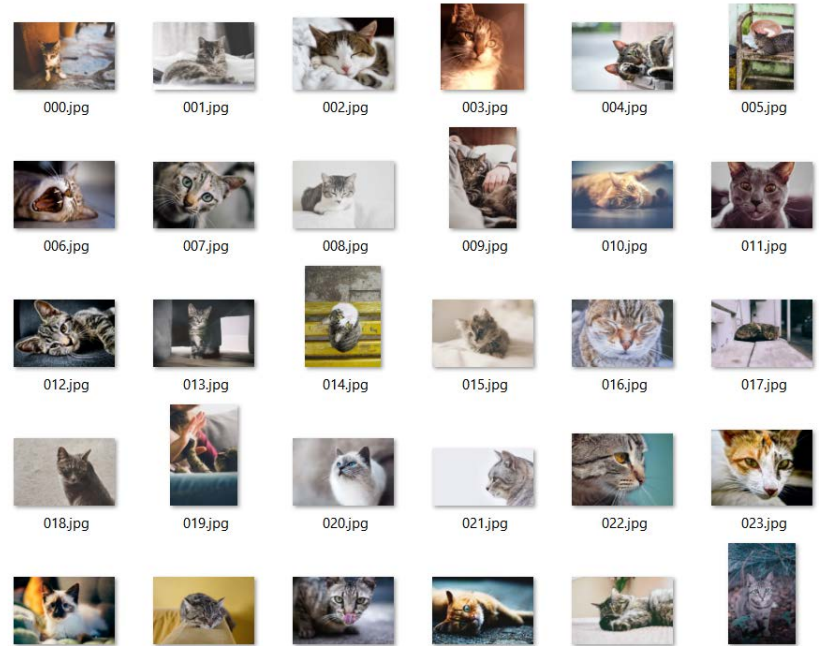 000.jpg 001.jpg 002.jpg 003.jpg 004.jpg 005.jpg
006.jpg 007.jpg 008.jpg 009.jpg 010.jpg 011.jpg
012.jpg 013.jpg 014.jpg 015.jpg 016.jpg 017.jpg
018.jpg 019.jpg 020.jpg 021.jpg 022.jpg 023.jpg